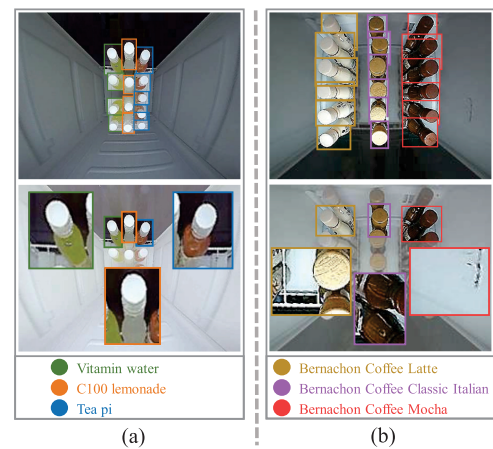 Vitamin water
C100 lemonade
Tea pi
(a)
Bernachon Coffee Latte
Bernachon Coffee Classic Italian
Bernachon Coffee Mocha
(b)